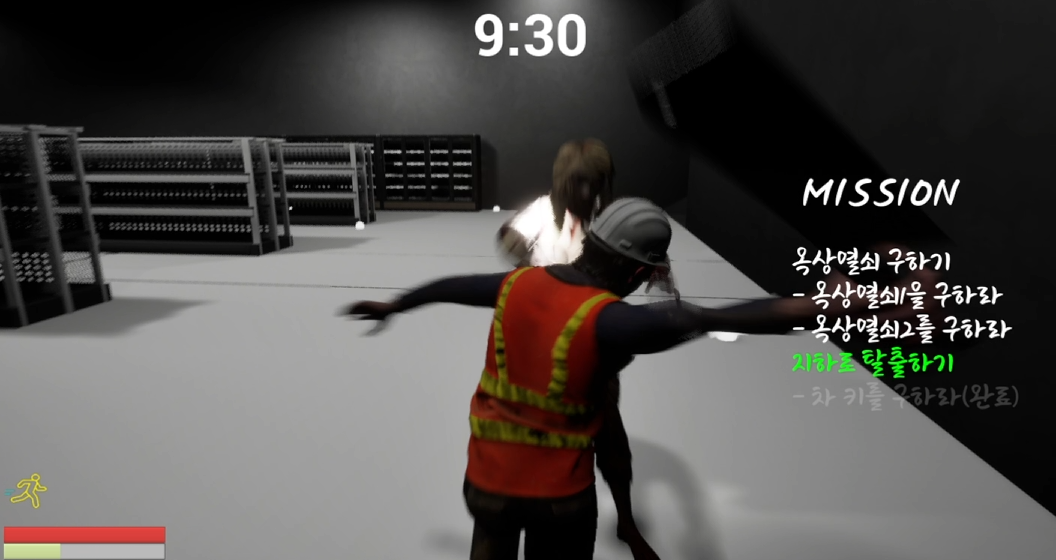 9:30
MISSION
옥상열쇠 구하기
- 옥상열쇠1을 구하라
- 옥상열쇠2를 구하라
지하로 탈출하기
- 차 키를 구하라(완료)